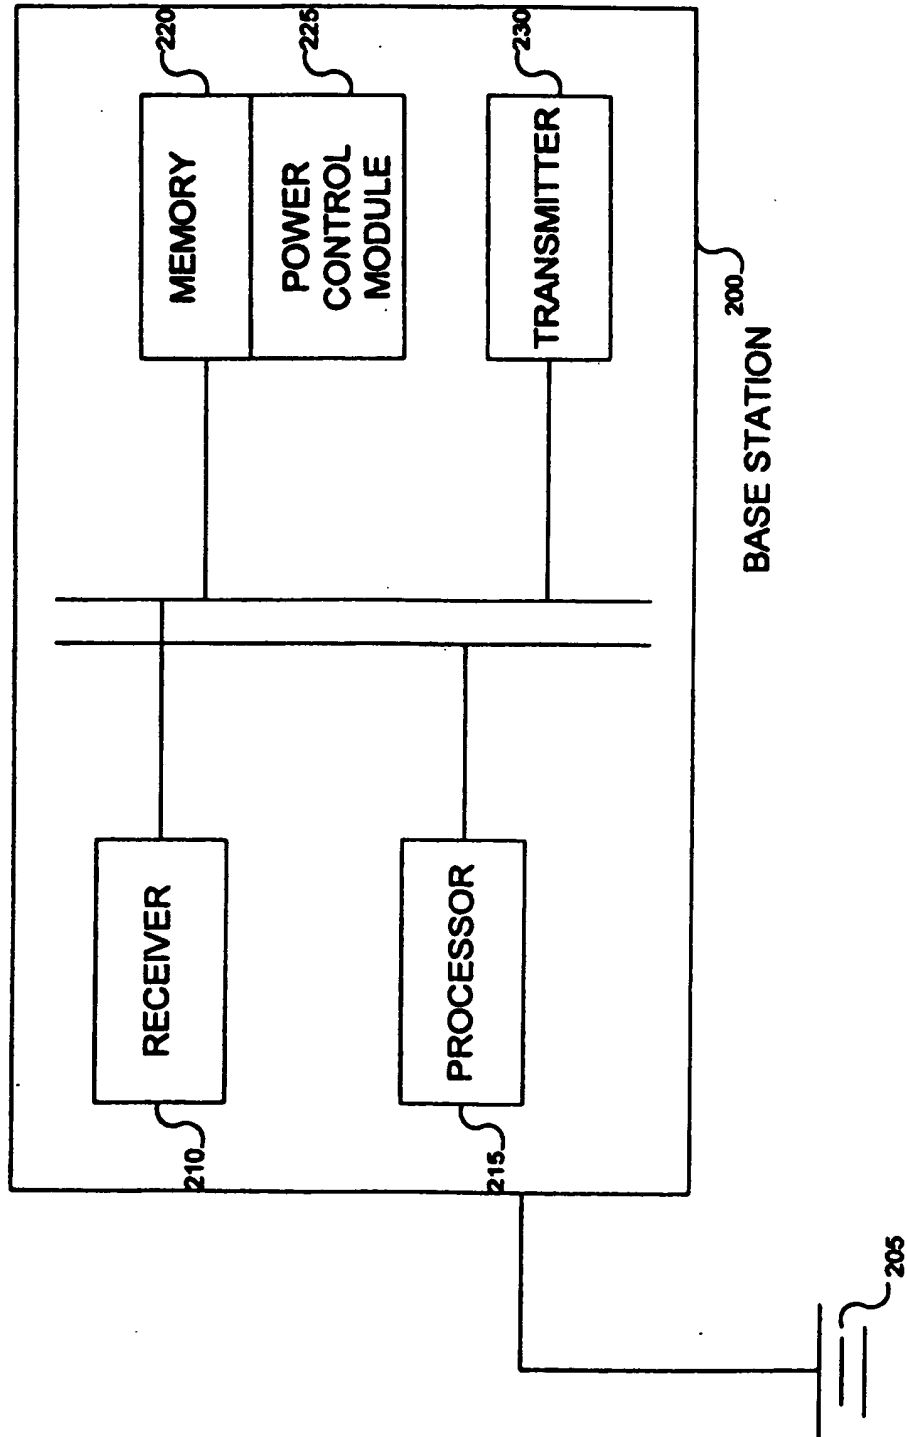 210
RECEIVER
MEMORY
220
POWER
CONTROL
MODULE
225
215
PROCESSOR
TRANSMITTER
230
200
BASE STATION
205